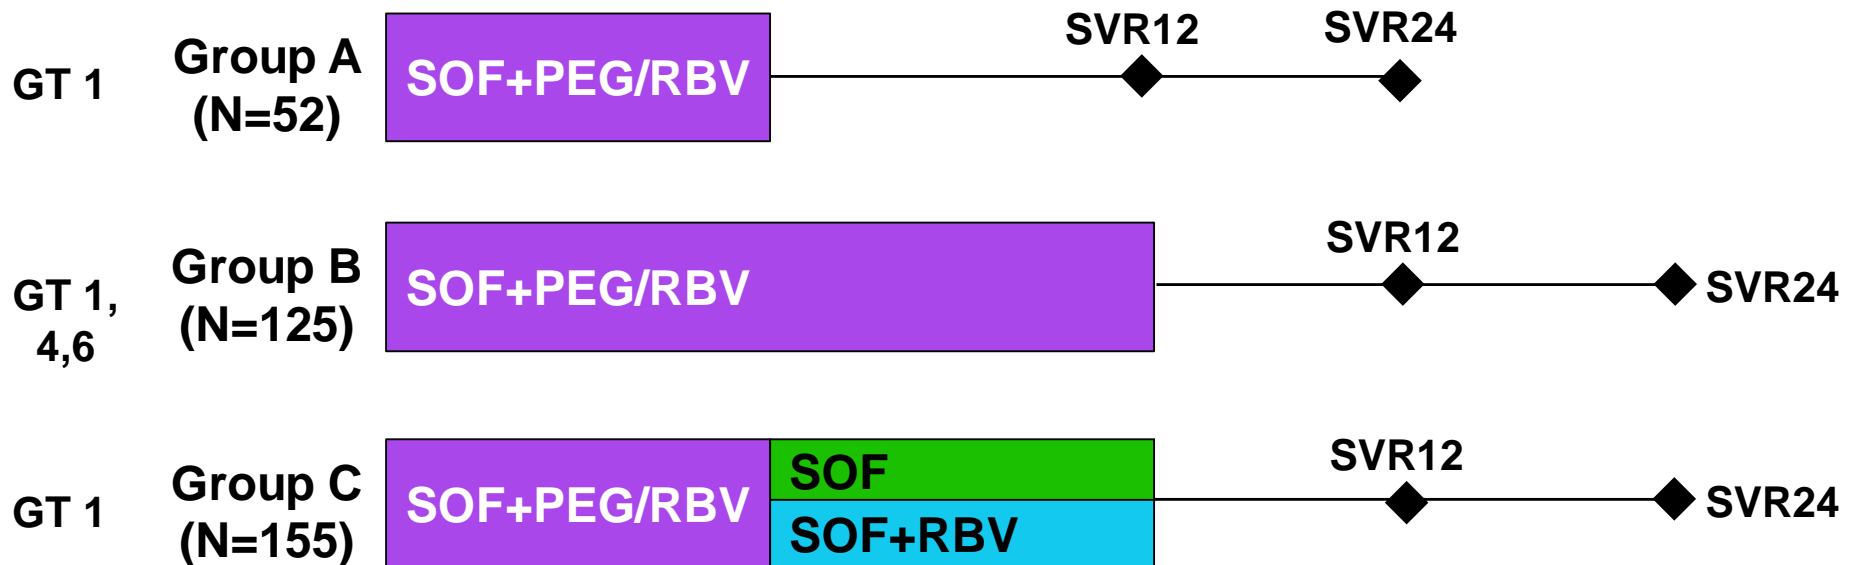 GT 1
Group A
(N=52)
SOF+PEG/RBV
SVR12
SVR24
GT 1,
4,6
Group B
(N=125)
SOF+PEG/RBV
SVR12
SVR24
GT 1
Group C
(N=155)
SOF+PEG/RBV
SOF
SOF+RBV
SVR12
SVR24